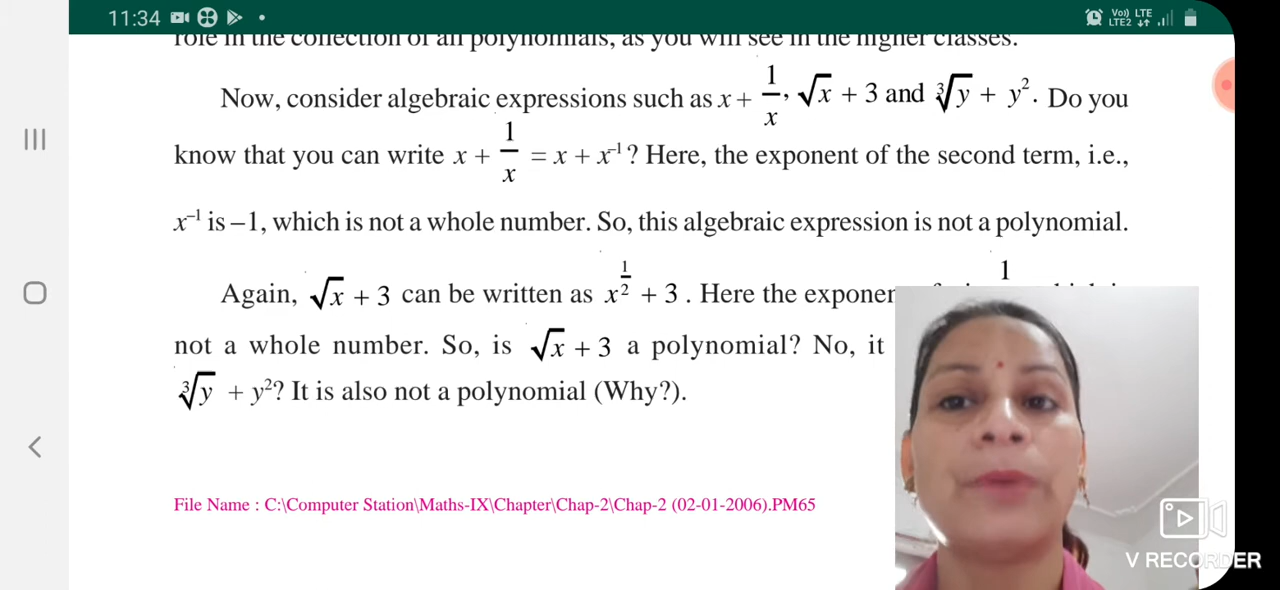 11:34
Vo)) LTE
LTE2
role in the collection of all polynomials, as you will see in the higher classes.
Now, consider algebraic expressions such as x + 1/x, √x + 3 and ∛y + y². Do you
know that you can write x + 1/x = x + x⁻¹? Here, the exponent of the second term, i.e.,
x⁻¹ is –1, which is not a whole number. So, this algebraic expression is not a polynomial.
Again, √x + 3 can be written as x^(1/2) + 3. Here the 1
not a whole number. So, is √x + 3 a polynomial? No, it
∛y + y²? It is also not a polynomial (Why?).
File Name : C:\Computer Station\Maths-IX\Chapter\Chap-2\Chap-2 (02-01-2006).PM65
V RECORDER